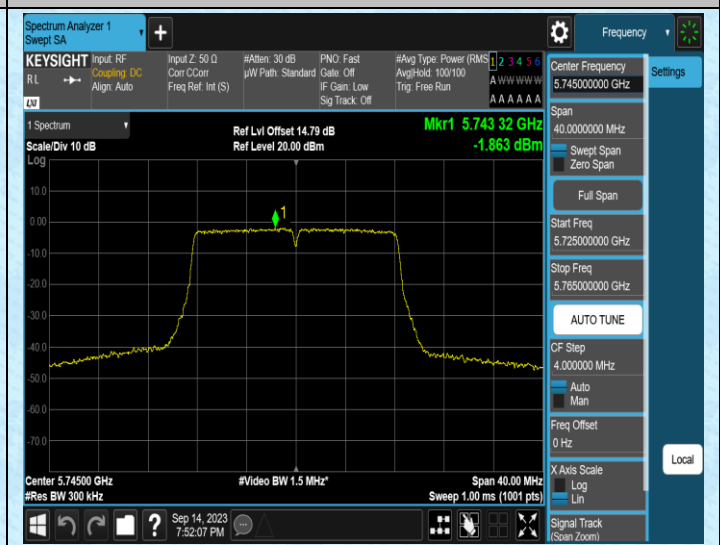 Spectrum Analyzer 1
Swept SA
+
Frequency
KEYSIGHT
R L
LXI
Input: RF
Coupling: DC
Align: Auto
Input Z: 50 Ω
Corr CCorr
Freq Ref: Int (S)
#Atten: 30 dB
µW Path: Standard
PNO: Fast
Gate: Off
IF Gain: Low
Sig Track: Off
#Avg Type: Power (RMS
Avg|Hold: 100/100
Trig: Free Run
1 2 3 4 5 6
A W W W W W
A A A A A A
1 Spectrum
Scale/Div 10 dB
Ref Lvl Offset 14.79 dB
Ref Level 20.00 dBm
Mkr1 5.743 32 GHz
-1.863 dBm
Log
10.0
0.00
-10.0
-20.0
-30.0
-40.0
-50.0
-60.0
-70.0
1
Center 5.74500 GHz
#Res BW 300 kHz
#Video BW 1.5 MHz*
Span 40.00 MHz
Sweep 1.00 ms (1001 pts)
Sep 14, 2023
7:52:07 PM
?
Center Frequency
5.745000000 GHz
Settings
Span
40.0000000 MHz
Swept Span
Zero Span
Full Span
Start Freq
5.725000000 GHz
Stop Freq
5.765000000 GHz
AUTO TUNE
CF Step
4.000000 MHz
Auto
Man
Freq Offset
0 Hz
X Axis Scale
Log
Lin
Local
Signal Track
(Span Zoom)